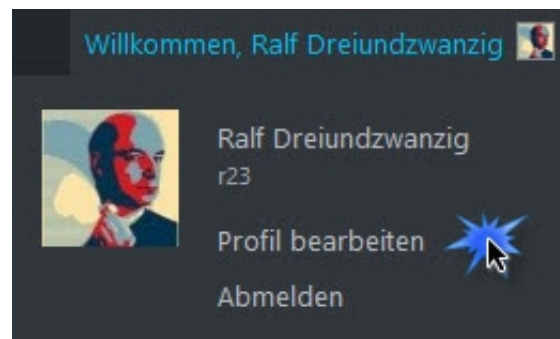 Willkommen, Ralf Dreiundzwanzig
Ralf Dreiundzwanzig
r23
Profil bearbeiten
Abmelden